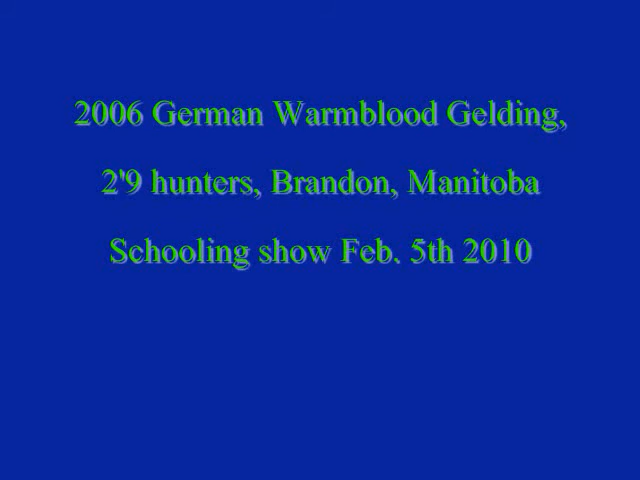 2006 German Warmblood Gelding,
2'9 hunters, Brandon, Manitoba
Schooling show Feb. 5th 2010